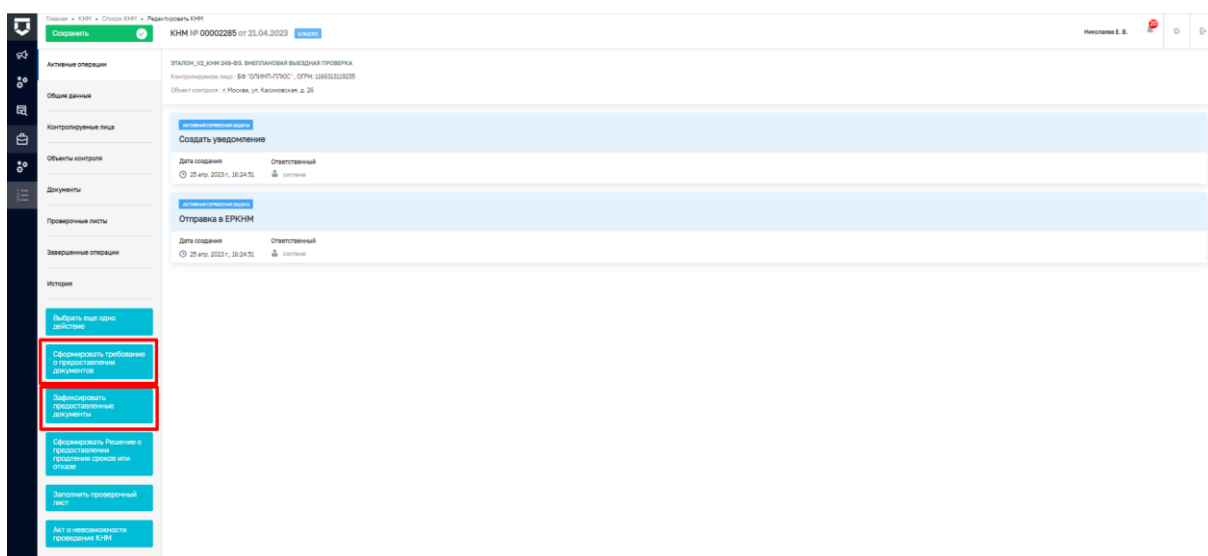 Главная » КНМ » Список КНМ » Редактировать КНМ
Сохранить
КНМ № 00002285 от 21.04.2023
В РАБОТЕ
Николаева Е. В.
Активные операции
Общие данные
Контролируемые лица
Объекты контроля
Документы
Проверочные листы
Завершенные операции
История
Выбрать еще одно
действие
Сформировать требование
о предоставлении
документов
Зафиксировать
предоставленные
документы
Сформировать Решение о
предоставлении
продления сроков или
отказе
Заполнить проверочный
лист
Акт о невозможности
проведения КНМ
ЭТАЛОН_V2_КНМ 248-ФЗ. ВНЕПЛАНОВАЯ ВЫЕЗДНАЯ ПРОВЕРКА
Контролируемое лицо : БФ "ОЛИМП-ПЛЮС" , ОГРН:
Объект контроля : г. Москва, ул. Касимовская, д. 26
АКТИВНАЯ СЕРВИСНАЯ ЗАДАЧА
Создать уведомление
Дата создания Ответственный
25 апр. 2023 г., 16:24:51 система
АКТИВНАЯ СЕРВИСНАЯ ЗАДАЧА
Отправка в ЕРКНМ
Дата создания Ответственный
25 апр. 2023 г., 16:24:51 система